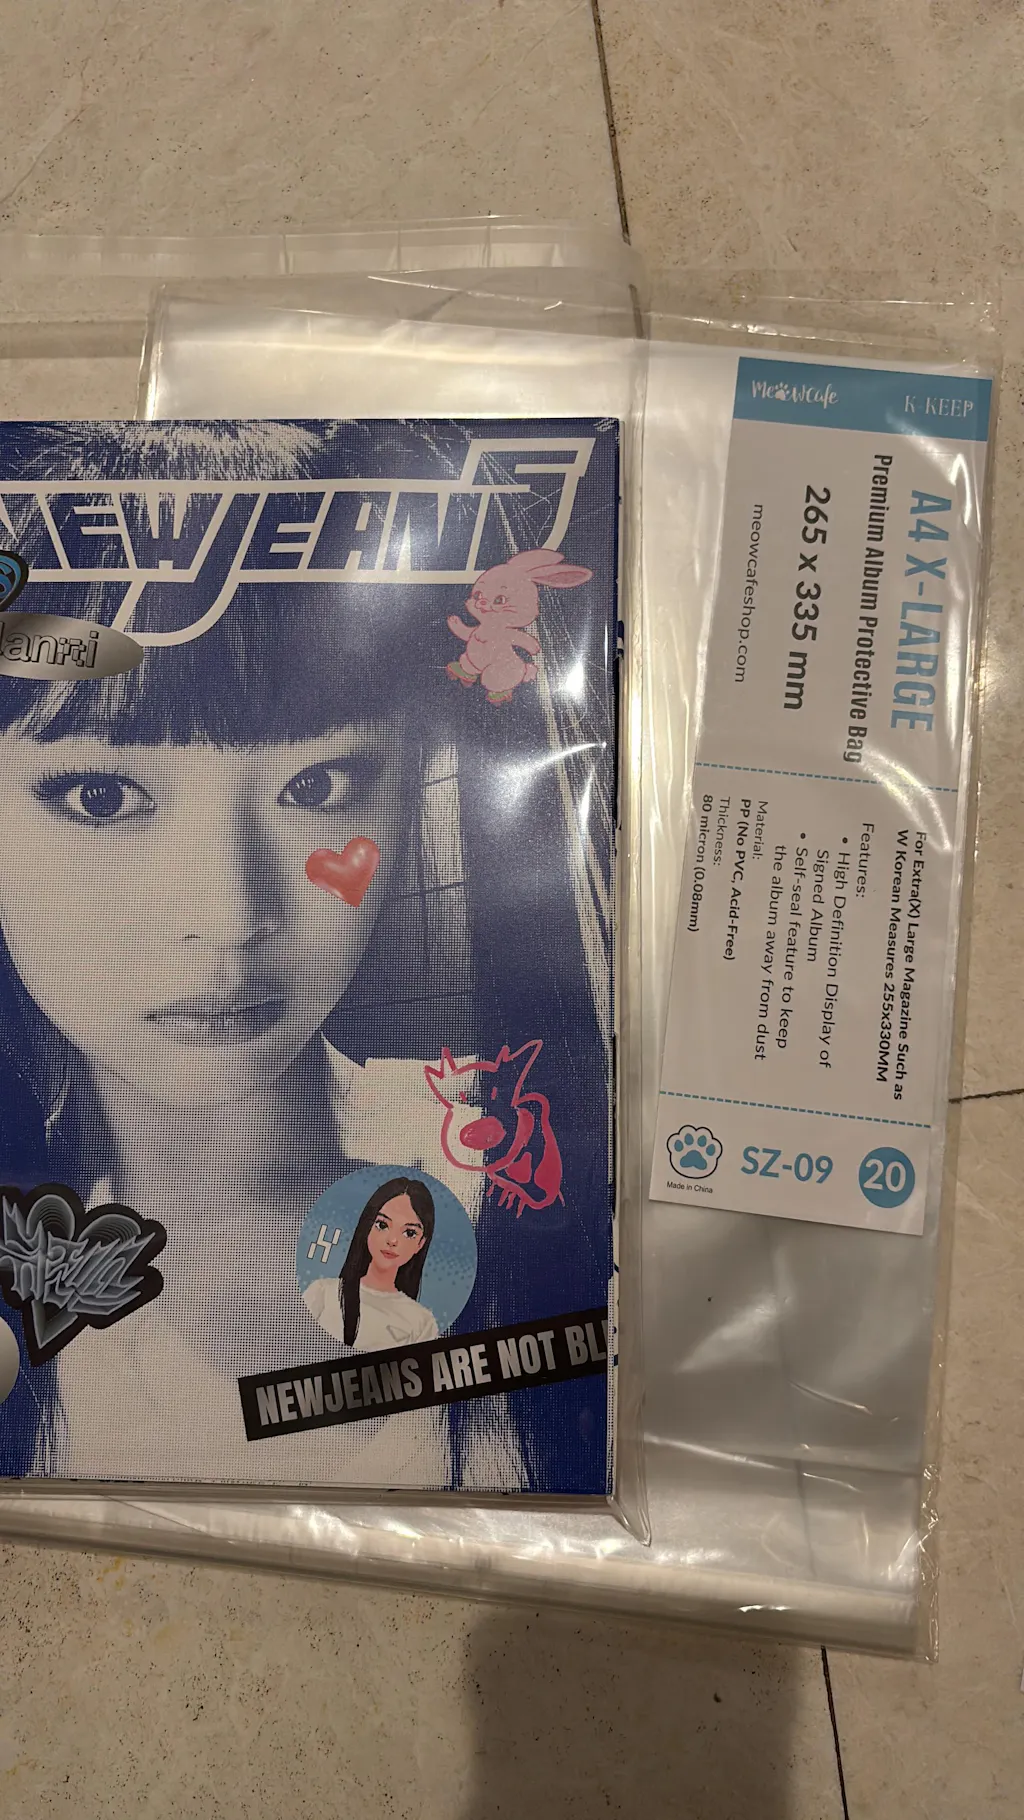 NEWJEANS
NEWJEANS ARE NOT
MeowCafe
K-KEEP
A4 X-LARGE
Premium Album Protective Bag
265 x 335 mm
meowcafeshop.com
For Extra(X) Large Magazine Such as
W Korean Measures 255x330MM
Features:
• High Definition Display of
Signed Album
• Self-seal feature to keep
the album away from dust
Material:
PP (No PVC, Acid-Free)
Thickness:
80 micron (0.08mm)
Made in China
SZ-09
20